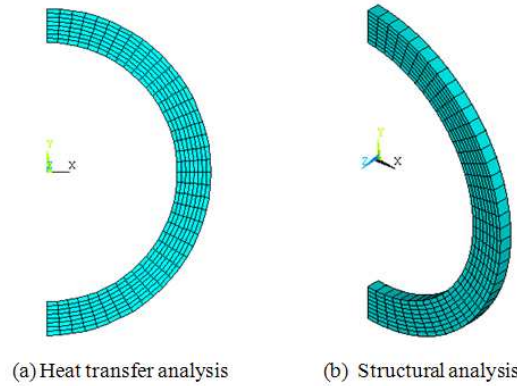 Y
Z X
Y
Z X
(a) Heat transfer analysis
(b) Structural analysis